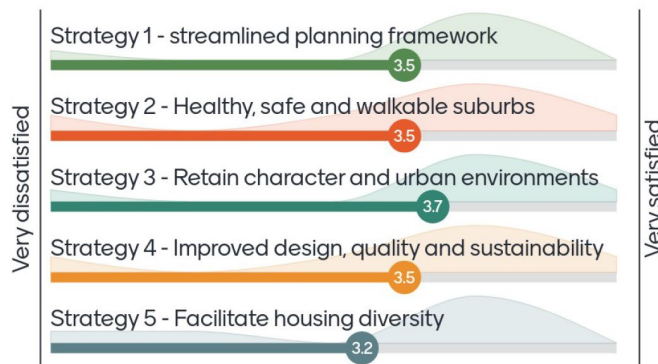 Very dissatisfied
Strategy 1 - streamlined planning framework
3.5
Strategy 2 - Healthy, safe and walkable suburbs
3.5
Strategy 3 - Retain character and urban environments
3.7
Strategy 4 - Improved design, quality and sustainability
3.5
Strategy 5 - Facilitate housing diversity
3.2
Very satisfied